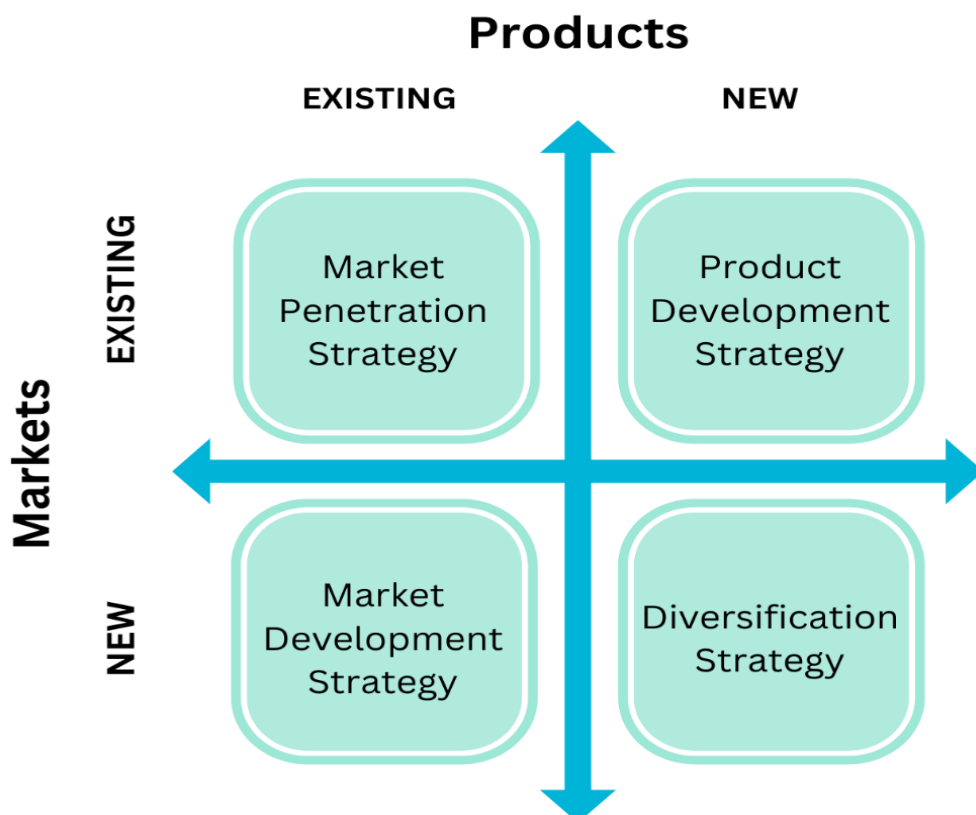 Products
EXISTING
NEW
Markets
EXISTING
Market
Penetration
Strategy
Product
Development
Strategy
NEW
Market
Development
Strategy
Diversification
Strategy